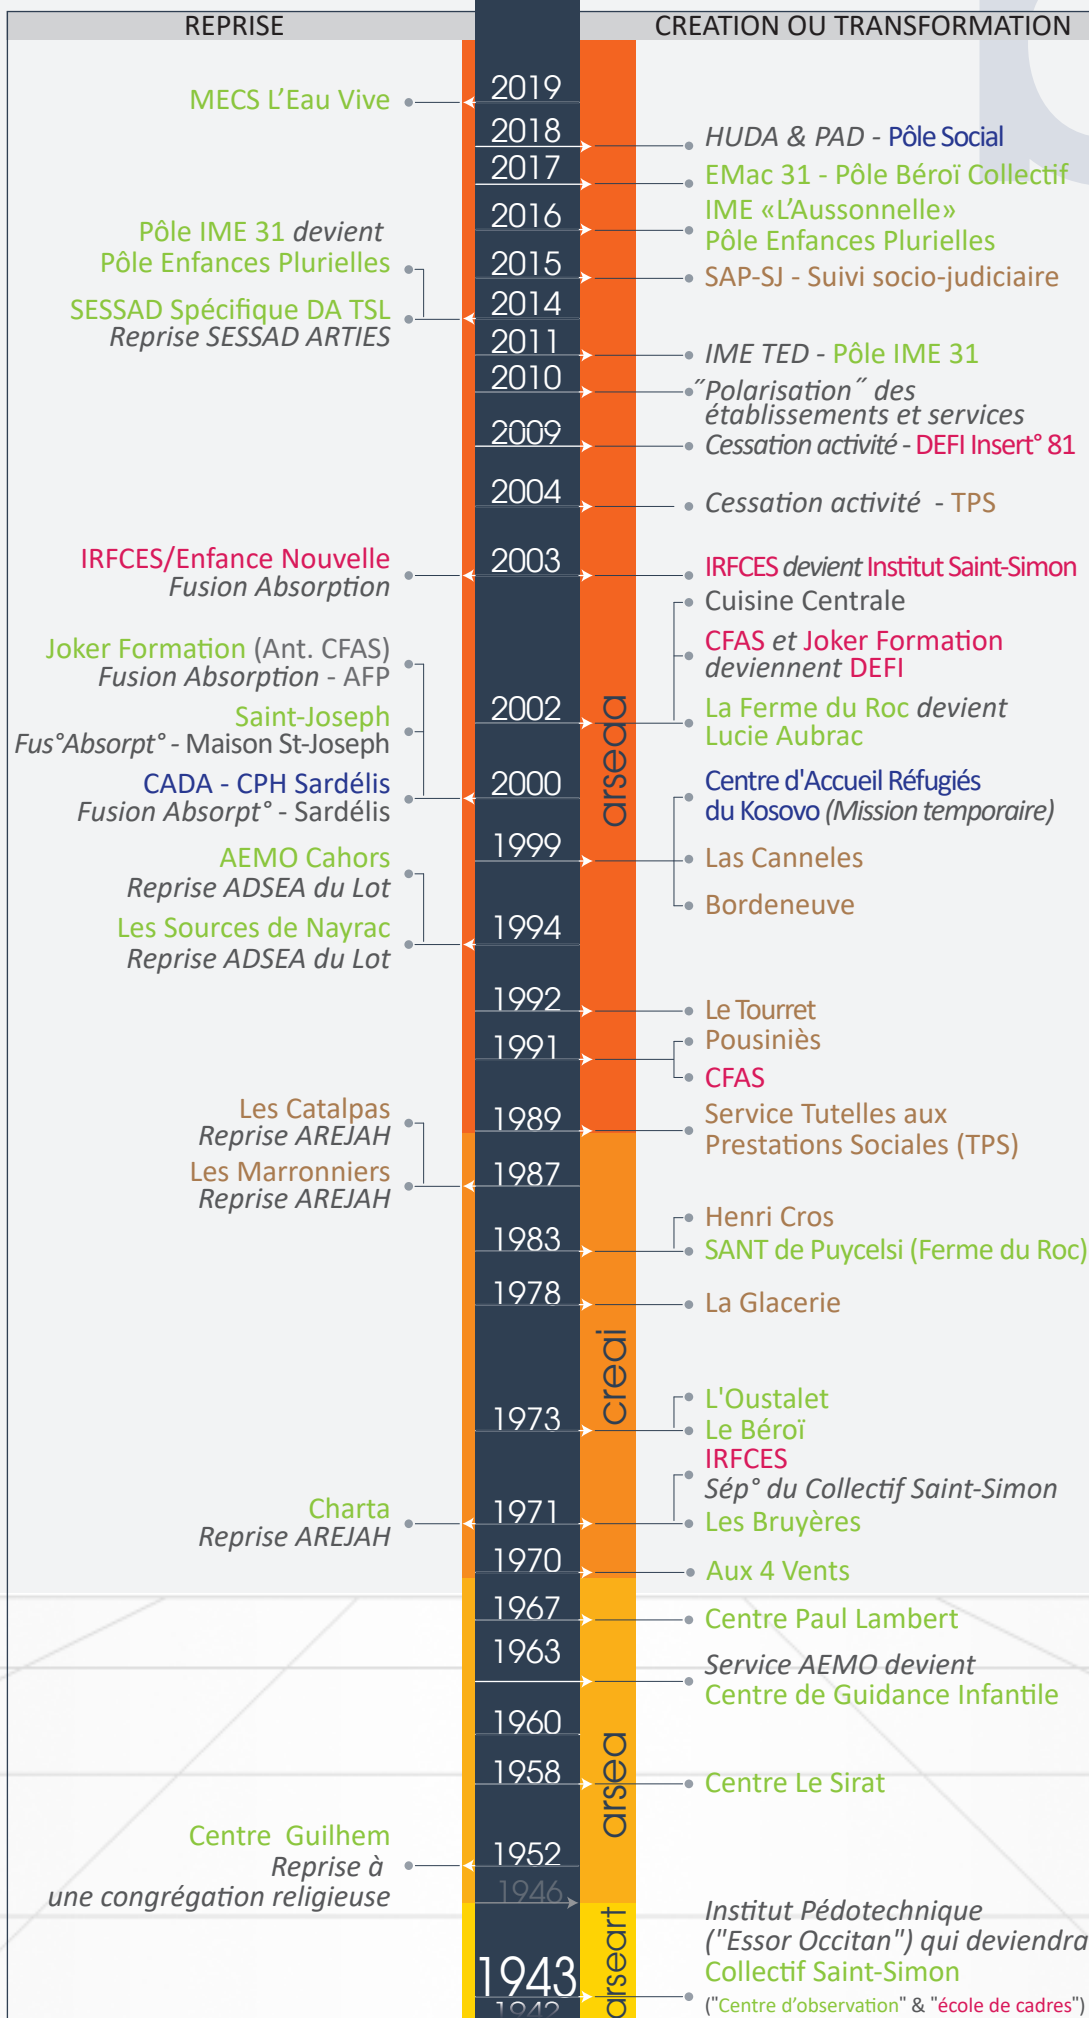 REPRISE
CREATION OU TRANSFORMATION
2019
MECS L'Eau Vive
2018
HUDA & PAD - Pôle Social
2017
EMac 31 - Pôle Béroï Collectif
2016
IME «L'Aussonnelle»
Pôle Enfances Plurielles
Pôle IME 31 devient
Pôle Enfances Plurielles
2015
SAP-SJ - Suivi socio-judiciaire
2014
SESSAD Spécifique DA TSL
Reprise SESSAD ARTIES
2011
IME TED - Pôle IME 31
2010
"Polarisation" des
établissements et services
2009
Cessation activité - DEFI Insert° 81
2004
Cessation activité - TPS
2003
IRFCES/Enfance Nouvelle
Fusion Absorption
IRFCES devient Institut Saint-Simon
Cuisine Centrale
CFAS et Joker Formation
deviennent DEFI
Joker Formation (Ant. CFAS)
Fusion Absorption - AFP
2002
La Ferme du Roc devient
Lucie Aubrac
Saint-Joseph
Fus°Absorpt° - Maison St-Joseph
arseaa
2000
CADA - CPH Sardélis
Fusion Absorpt° - Sardélis
Centre d'Accueil Réfugiés
du Kosovo (Mission temporaire)
1999
Las Canneles
Bordeneuve
AEMO Cahors
Reprise ADSEA du Lot
1994
Les Sources de Nayrac
Reprise ADSEA du Lot
1992
Le Tourret
1991
Pousiniès
CFAS
1989
Service Tutelles aux
Prestations Sociales (TPS)
Les Catalpas
Reprise AREJAH
1987
Les Marronniers
Reprise AREJAH
1983
Henri Cros
SANT de Puycelsi (Ferme du Roc)
1978
La Glacerie
creai
1973
L'Oustalet
Le Béroï
1971
IRFCES
Sép° du Collectif Saint-Simon
Les Bruyères
Charta
Reprise AREJAH
1970
Aux 4 Vents
1967
Centre Paul Lambert
1963
Service AEMO devient
Centre de Guidance Infantile
1960
1958
Centre Le Sirat
arsea
1952
Centre Guilhem
Reprise à
une congrégation religieuse
1946
arseart
1943
Institut Pédotechnique
("Essor Occitan") qui deviendra
Collectif Saint-Simon
("Centre d'observation" & "école de cadres")
1942